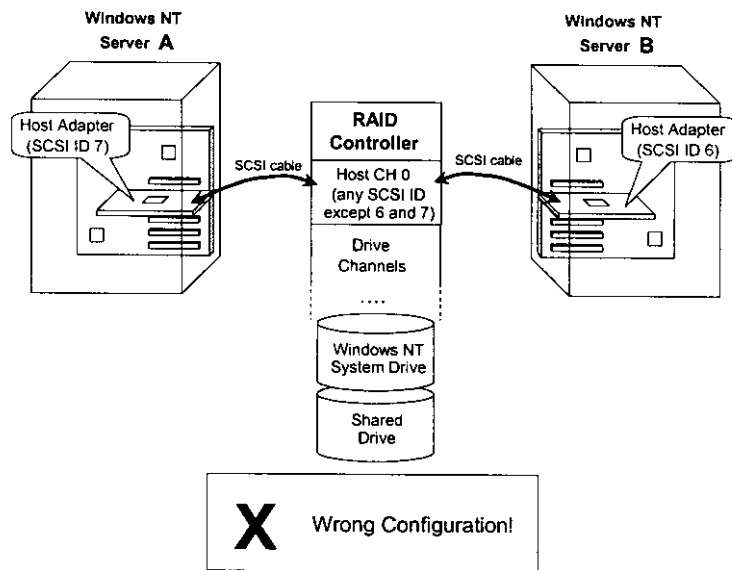 Windows NT
Server A
Windows NT
Server B
Host Adapter
(SCSI ID 7)
SCSI cable
RAID
Controller
Host CH 0
(any SCSI ID
except 6 and 7)
SCSI cable
Host Adapter
(SCSI ID 6)
Drive
Channels
....
Windows NT
System Drive
Shared
Drive
X Wrong Configuration!